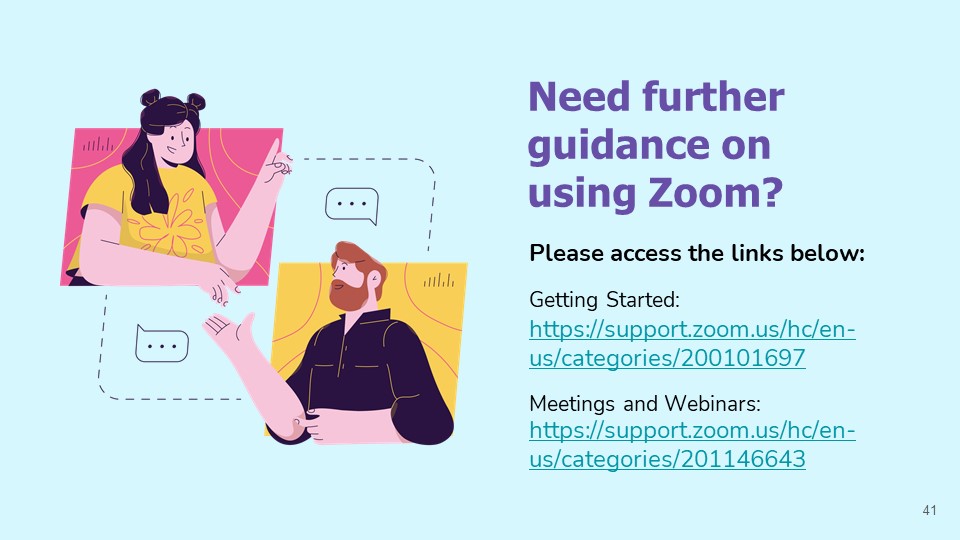 Need further
guidance on
using Zoom?
Please access the links below:
Getting Started:
https://support.zoom.us/hc/en-
us/categories/200101697
Meetings and Webinars:
https://support.zoom.us/hc/en-
us/categories/201146643
41